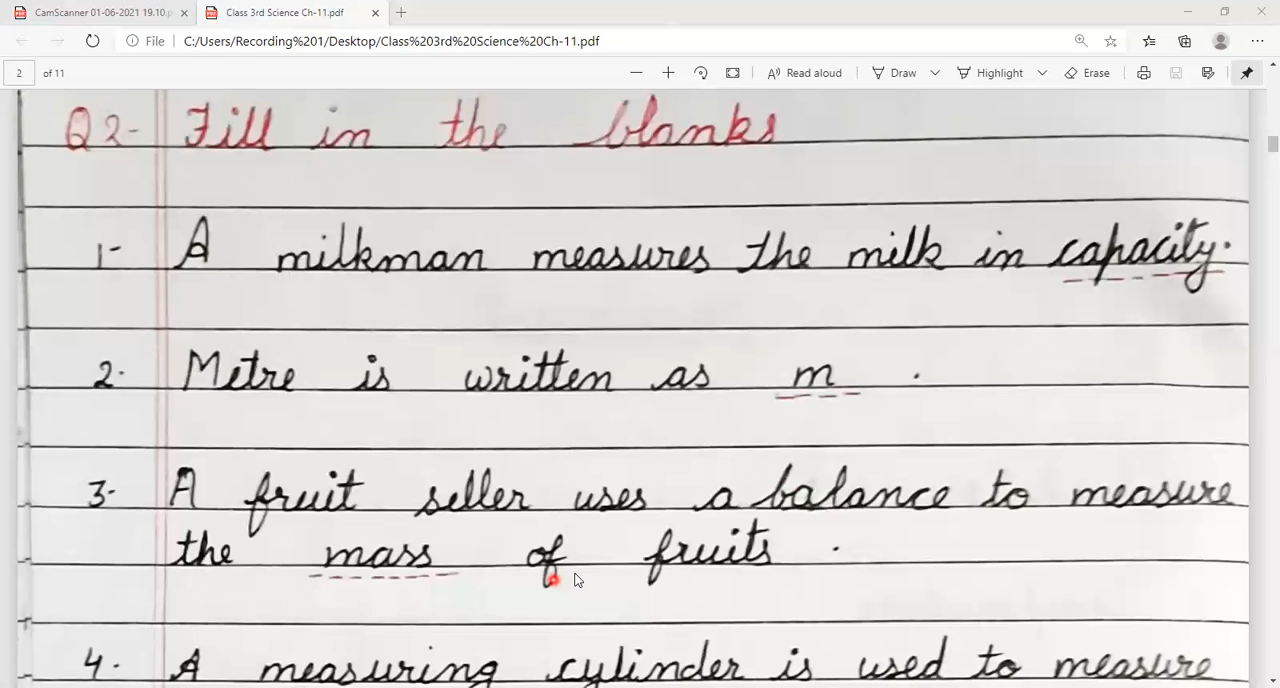 CamScanner 01-06-2021 19.10.p
Class 3rd Science Ch-11.pdf
File
C:/Users/Recording%201/Desktop/Class%203rd%20Science%20Ch-11.pdf
2 of 11
Read aloud
Draw
Highlight
Erase
Q2- Fill in the blanks
1- A milkman measures the milk in capacity.
2. Metre is written as m .
3- A fruit seller uses a balance to measure
the mass of fruits .
4. A measuring cylinder is used to measure